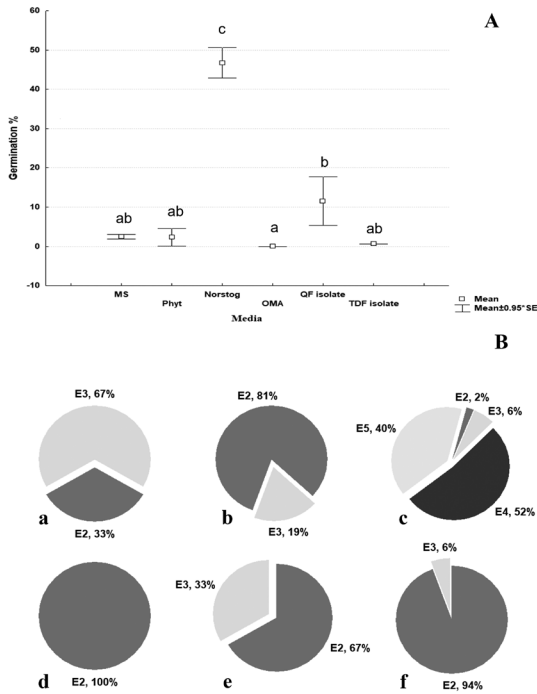 A
60
50
40
30
20
10
0
-10
Germination %
c
b
ab
ab
a
ab
MS
Phyt
Norstog
OMA
QF isolate
TDF isolate
Media
Mean
Mean±0.95*SE
B
E3, 67%
E2, 33%
a
E2, 81%
E3, 19%
b
E2, 2%
E3, 6%
E5, 40%
E4, 52%
c
E2, 100%
d
E3, 33%
E2, 67%
e
E3, 6%
E2, 94%
f